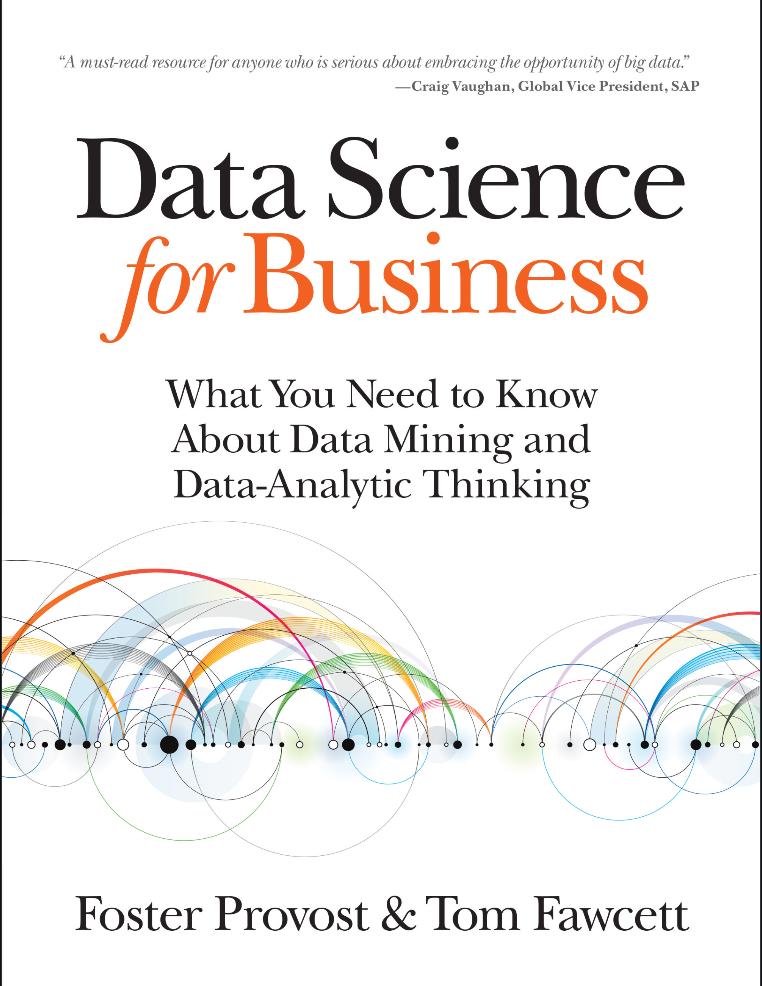 “A must-read resource for anyone who is serious about embracing the opportunity of big data.”
—Craig Vaughan, Global Vice President, SAP
Data Science
for Business
What You Need to Know
About Data Mining and
Data-Analytic Thinking
Foster Provost & Tom Fawcett